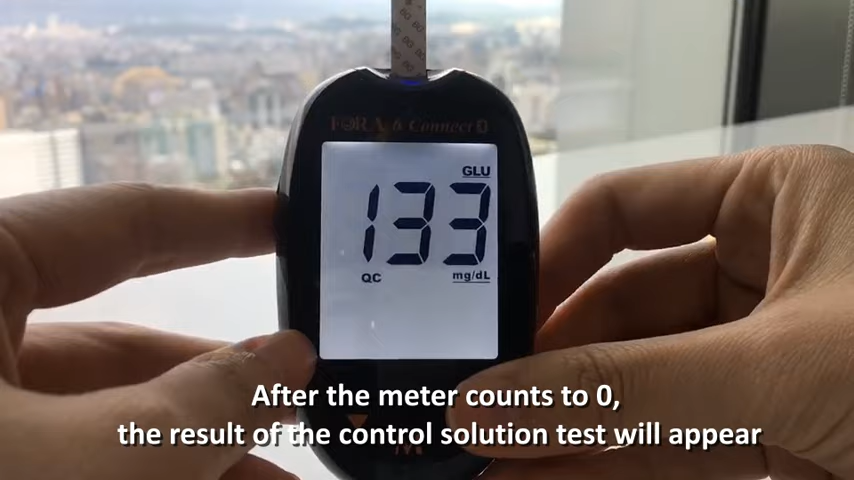 FORA 6 Connect
GLU
133
QC
mg/dL
After the meter counts to 0,
the result of the control solution test will appear